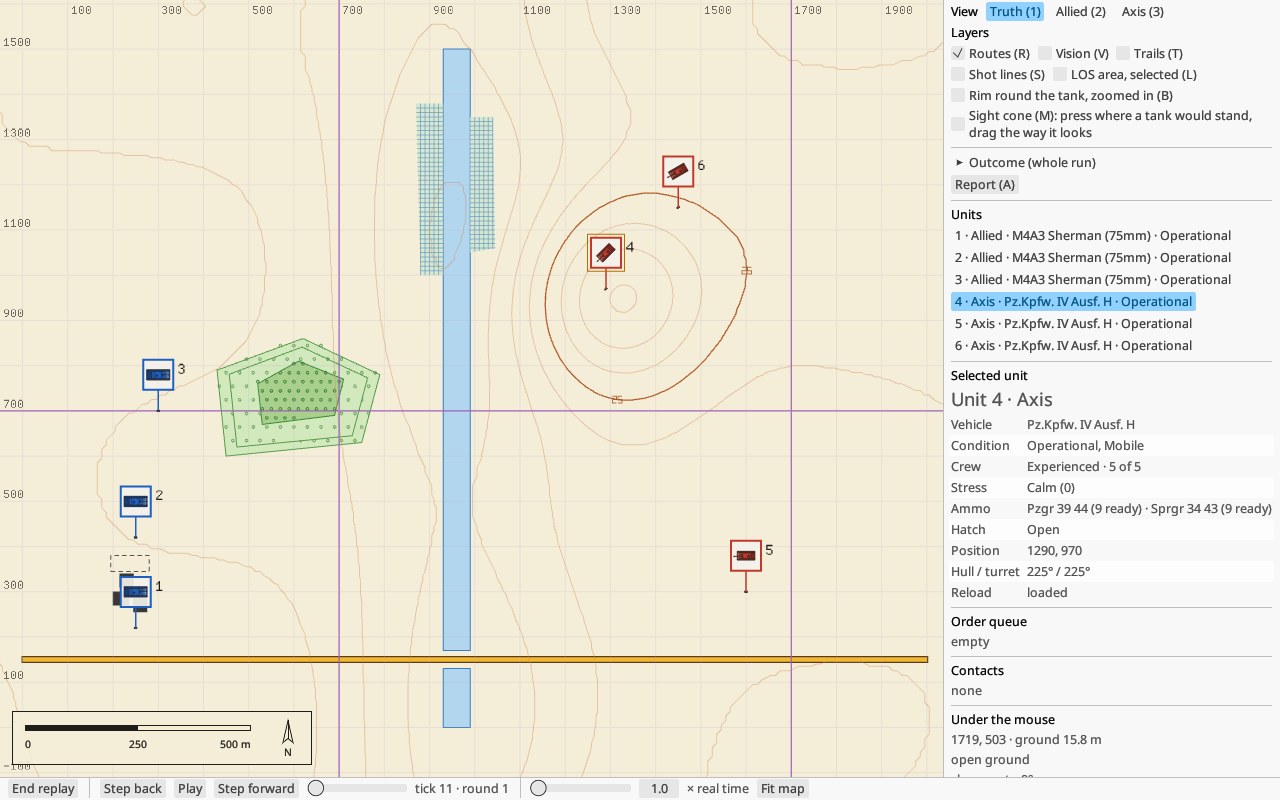 100 300 500 700 900 1100 1300 1500 1700 1900
1500
1300
1100
900
700
500
300
100
-100
6
4
3
5
2
1
25
25
0 250 500 m
N
View Truth (1) Allied (2) Axis (3)
Layers
Routes (R) Vision (V) Trails (T)
Shot lines (S) LOS area, selected (L)
Rim round the tank, zoomed in (B)
Sight cone (M): press where a tank would stand,
drag the way it looks
Outcome (whole run)
Report (A)
Units
1 · Allied · M4A3 Sherman (75mm) · Operational
2 · Allied · M4A3 Sherman (75mm) · Operational
3 · Allied · M4A3 Sherman (75mm) · Operational
4 · Axis · Pz.Kpfw. IV Ausf. H · Operational
5 · Axis · Pz.Kpfw. IV Ausf. H · Operational
6 · Axis · Pz.Kpfw. IV Ausf. H · Operational
Selected unit
Unit 4 · Axis
Vehicle Pz.Kpfw. IV Ausf. H
Condition Operational, Mobile
Crew Experienced · 5 of 5
Stress Calm (0)
Ammo Pzgr 39 44 (9 ready) · Sprgr 34 43 (9 ready)
Hatch Open
Position 1290, 970
Hull / turret 225° / 225°
Reload loaded
Order queue
empty
Contacts
none
Under the mouse
1719, 503 · ground 15.8 m
open ground
End replay Step back Play Step forward tick 11 · round 1 1.0 × real time Fit map